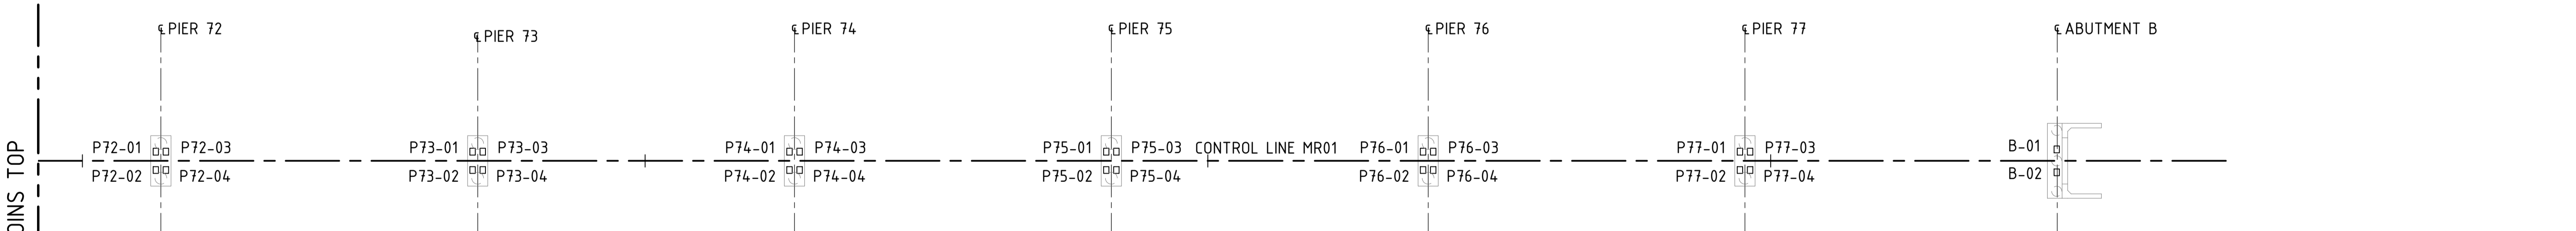 ℄ PIER 72
℄ PIER 73
℄ PIER 74
℄ PIER 75
℄ PIER 76
℄ PIER 77
℄ ABUTMENT B
P72-01 P72-03
P72-02 P72-04
P73-01 P73-03
P73-02 P73-04
P74-01 P74-03
P74-02 P74-04
P75-01 P75-03
P75-02 P75-04
CONTROL LINE MR01
P76-01 P76-03
P76-02 P76-04
P77-01 P77-03
P77-02 P77-04
B-01
B-02
TOP